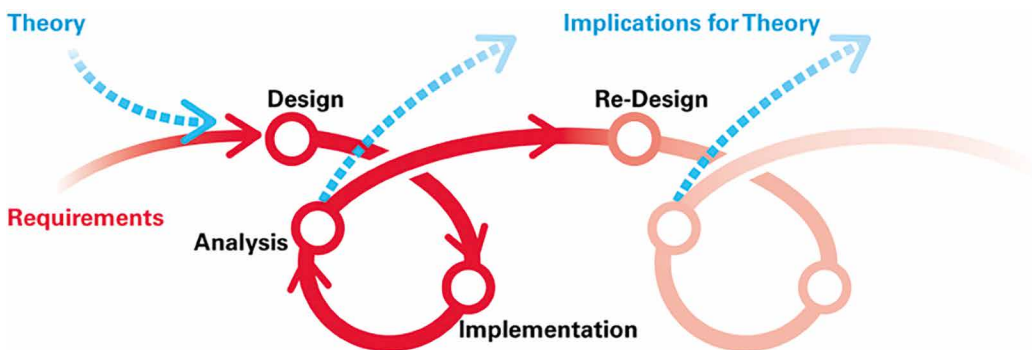 Theory
Implications for Theory
Design
Re-Design
Requirements
Analysis
Implementation